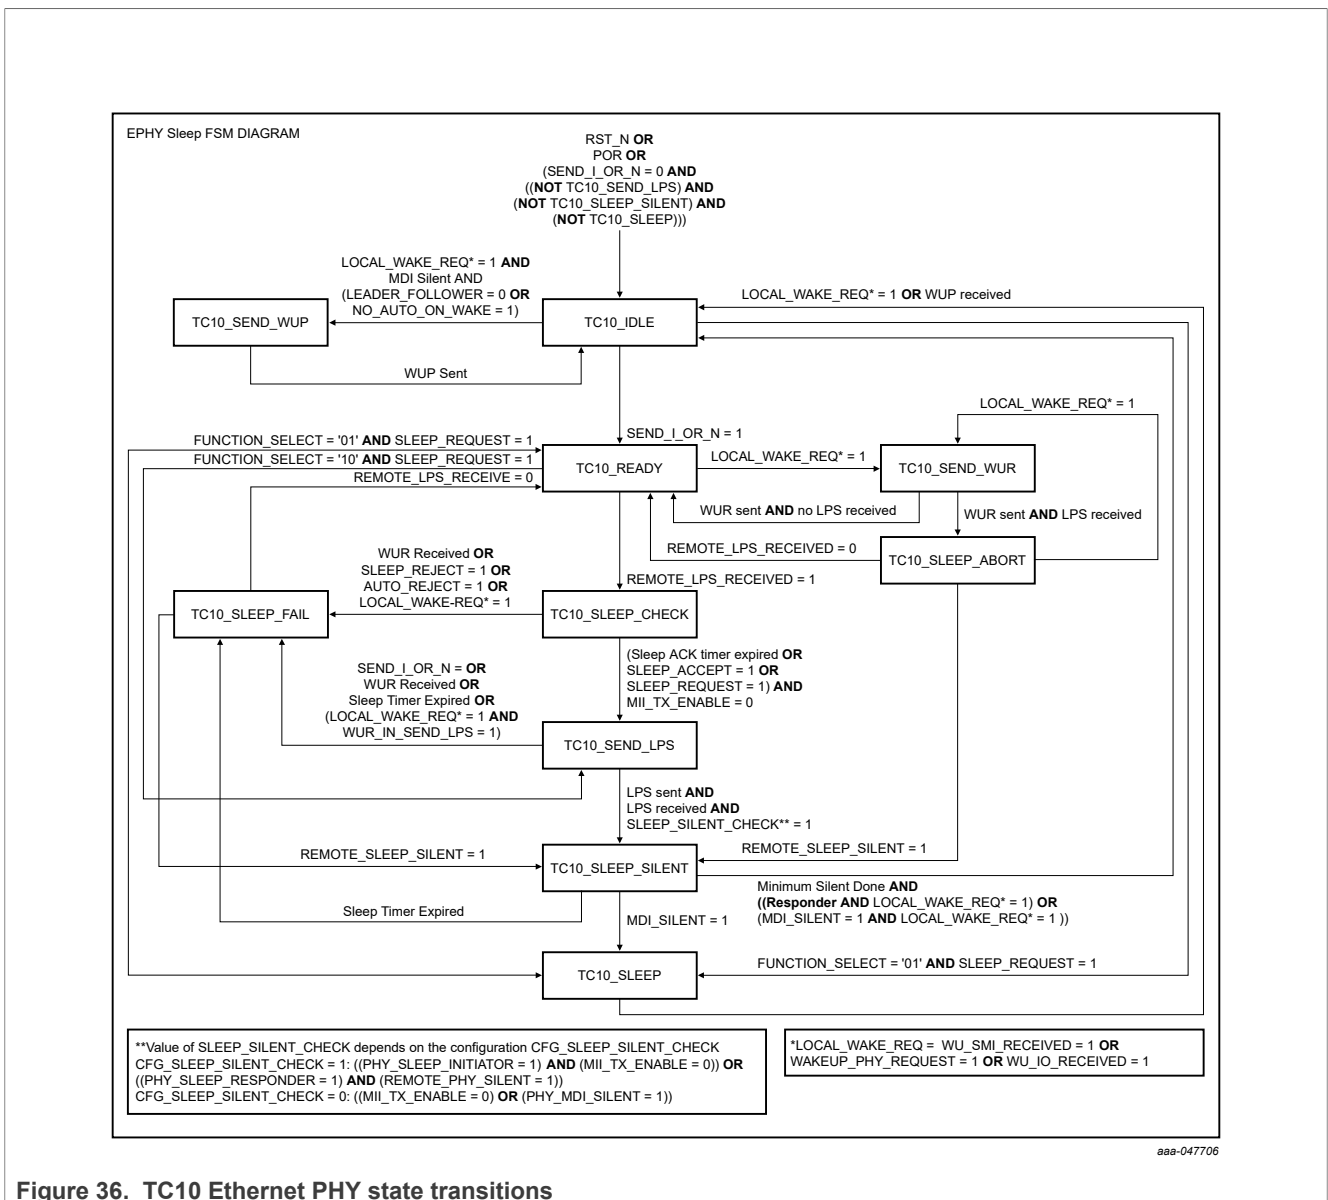 EPHY Sleep FSM DIAGRAM
RST_N OR
POR OR
(SEND_I_OR_N = 0 AND
((NOT TC10_SEND_LPS) AND
(NOT TC10_SLEEP_SILENT) AND
(NOT TC10_SLEEP)))
LOCAL_WAKE_REQ* = 1 AND
MDI Silent AND
(LEADER_FOLLOWER = 0 OR
NO_AUTO_ON_WAKE = 1)
LOCAL_WAKE_REQ* = 1 OR WUP received
TC10_SEND_WUP
TC10_IDLE
WUP Sent
LOCAL_WAKE_REQ* = 1
SEND_I_OR_N = 1
FUNCTION_SELECT = '01' AND SLEEP_REQUEST = 1
FUNCTION_SELECT = '10' AND SLEEP_REQUEST = 1
REMOTE_LPS_RECEIVE = 0
TC10_READY
LOCAL_WAKE_REQ* = 1
TC10_SEND_WUR
WUR sent AND no LPS received
WUR sent AND LPS received
REMOTE_LPS_RECEIVED = 0
TC10_SLEEP_ABORT
WUR Received OR
SLEEP_REJECT = 1 OR
AUTO_REJECT = 1 OR
LOCAL_WAKE-REQ* = 1
REMOTE_LPS_RECEIVED = 1
TC10_SLEEP_FAIL
TC10_SLEEP_CHECK
(Sleep ACK timer expired OR
SLEEP_ACCEPT = 1 OR
SLEEP_REQUEST = 1) AND
MII_TX_ENABLE = 0
SEND_I_OR_N = OR
WUR Received OR
Sleep Timer Expired OR
(LOCAL_WAKE_REQ* = 1 AND
WUR_IN_SEND_LPS = 1)
TC10_SEND_LPS
LPS sent AND
LPS received AND
SLEEP_SILENT_CHECK** = 1
REMOTE_SLEEP_SILENT = 1
REMOTE_SLEEP_SILENT = 1
TC10_SLEEP_SILENT
Minimum Silent Done AND
((Responder AND LOCAL_WAKE_REQ* = 1) OR
(MDI_SILENT = 1 AND LOCAL_WAKE_REQ* = 1 ))
Sleep Timer Expired
MDI_SILENT = 1
TC10_SLEEP
FUNCTION_SELECT = '01' AND SLEEP_REQUEST = 1
**Value of SLEEP_SILENT_CHECK depends on the configuration CFG_SLEEP_SILENT_CHECK
CFG_SLEEP_SILENT_CHECK = 1: ((PHY_SLEEP_INITIATOR = 1) AND (MII_TX_ENABLE = 0)) OR
((PHY_SLEEP_RESPONDER = 1) AND (REMOTE_PHY_SILENT = 1))
CFG_SLEEP_SILENT_CHECK = 0: ((MII_TX_ENABLE = 0) OR (PHY_MDI_SILENT = 1))
*LOCAL_WAKE_REQ = WU_SMI_RECEIVED = 1 OR
WAKEUP_PHY_REQUEST = 1 OR WU_IO_RECEIVED = 1
aaa-047706
Figure 36. TC10 Ethernet PHY state transitions